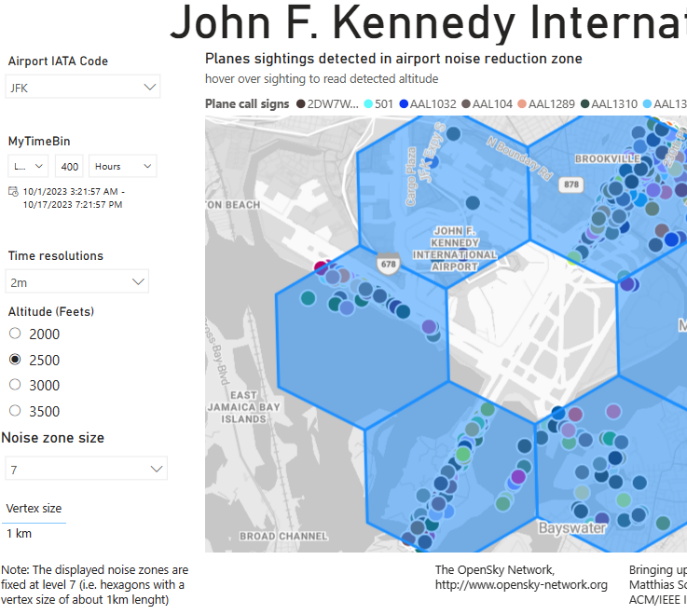 John F. Kennedy Internat
Airport IATA Code
JFK
MyTimeBin
L... 400 Hours
10/1/2023 3:21:57 AM -
10/17/2023 7:21:57 PM
Time resolutions
2m
Altitude (Feets)
2000
2500
3000
3500
Noise zone size
7
Vertex size
1 km
Note: The displayed noise zones are
fixed at level 7 (i.e. hexagons with a
vertex size of about 1km lenght)
Planes sightings detected in airport noise reduction zone
hover over sighting to read detected altitude
Plane call signs 2DW7W... 501 AAL1032 AAL104 AAL1289 AAL1310 AAL13
N Boundary Rd
Cargo Plaza
JFK Expy S
BROOKVILLE
878
TON BEACH
JOHN F.
KENNEDY
INTERNATIONAL
AIRPORT
678
M
oss Bay Blvd
EAST
JAMAICA BAY
ISLANDS
BROAD CHANNEL
Bayswater
The OpenSky Network,
http://www.opensky-network.org
Bringing up
Matthias Sc
ACM/IEEE I